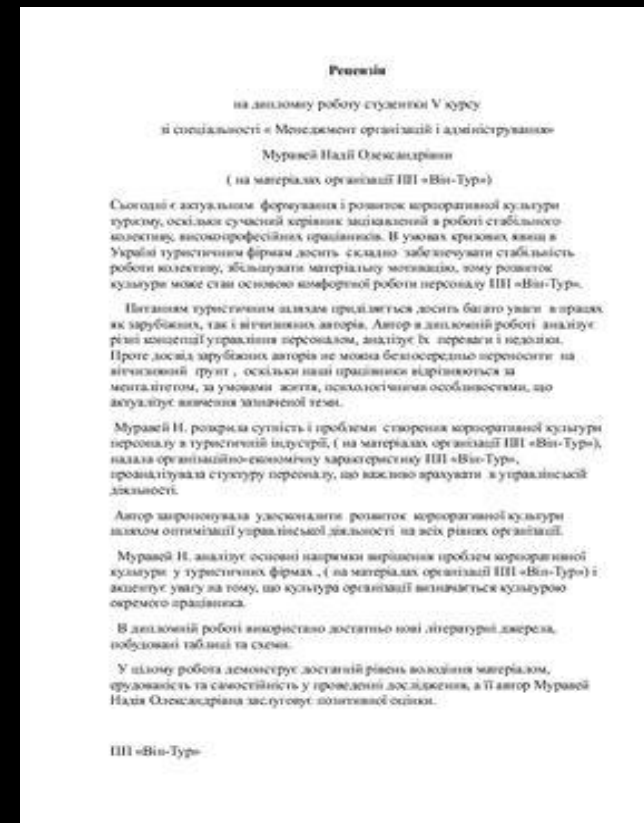 Рецензія
на дипломну роботу студентки V курсу
зі спеціальності « Менеджмент організацій і адміністрування»
Муравей Надії Олександрівни
( на матеріалах організації ПП «Він-Тур»)
Сьогодні є актуальним формування і розвиток корпоративної культури
туризму, оскільки сучасний керівник зацікавлений в роботі стабільного
колективу, високопрофесійних працівників. В умовах кризових явищ в
Україні туристичним фірмам досить складно забезпечувати стабільність
роботи колективу, збільшувати матеріальну мотивацію, тому розвиток
культури може стан основою комфортної роботи персоналу ПП «Він-Тур».
Питанням туристичним шляхам приділяється досить багато уваги в працях
як зарубіжних, так і вітчизняних авторів. Автор в дипломній роботі аналізує
різні концепції управління персоналом, аналізує їх переваги і недоліки.
Проте досвід зарубіжних авторів не можна безпосередньо переносити на
вітчизняний грунт , оскільки наші працівники відрізняються за
менталітетом, за умовами життя, психологічними особливостями, що
актуалізує вивчення зазначеної теми.
Муравей Н. розкрила сутність і проблеми створення корпоративної культури
персоналу в туристичній індустрії, ( на матеріалах організації ПП «Він-Тур»),
надала організаційно-економічну характеристику ПП «Він-Тур»,
проаналізувала стуктуру персоналу, що важливо врахувати в управлінській
діяльності.
Автор запропонувала удосконалити розвиток корпоративної культури
шляхом оптимізації управлінської діяльності на всіх рівнях організації.
Муравей Н. аналізує основні напрямки вирішення проблем корпоративної
культури у туристичних фірмах , ( на матеріалах організації ПП «Він-Тур») і
акцентує увагу на тому, що культура організації визначається культурою
окремого працівника.
В дипломній роботі використано достатньо нові літературні джерела,
побудовані таблиці та схеми.
У цілому робота демонструє достатній рівень володіння матеріалом,
ерудованість та самостійність у проведенні дослідження, а її автор Муравей
Надія Олександрівна заслуговує позитивної оцінки.
ПП «Він-Тур»